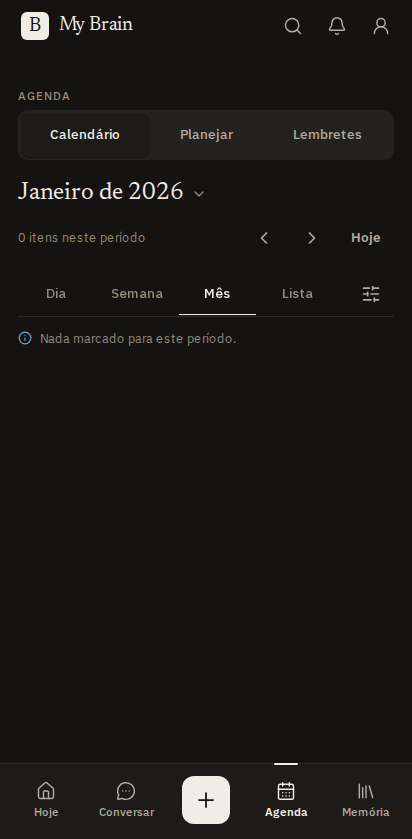 B My Brain
AGENDA
Calendário Planejar Lembretes
Janeiro de 2026
0 itens neste período Hoje
Dia Semana Mês Lista
Nada marcado para este período.
Hoje Conversar Agenda Memória